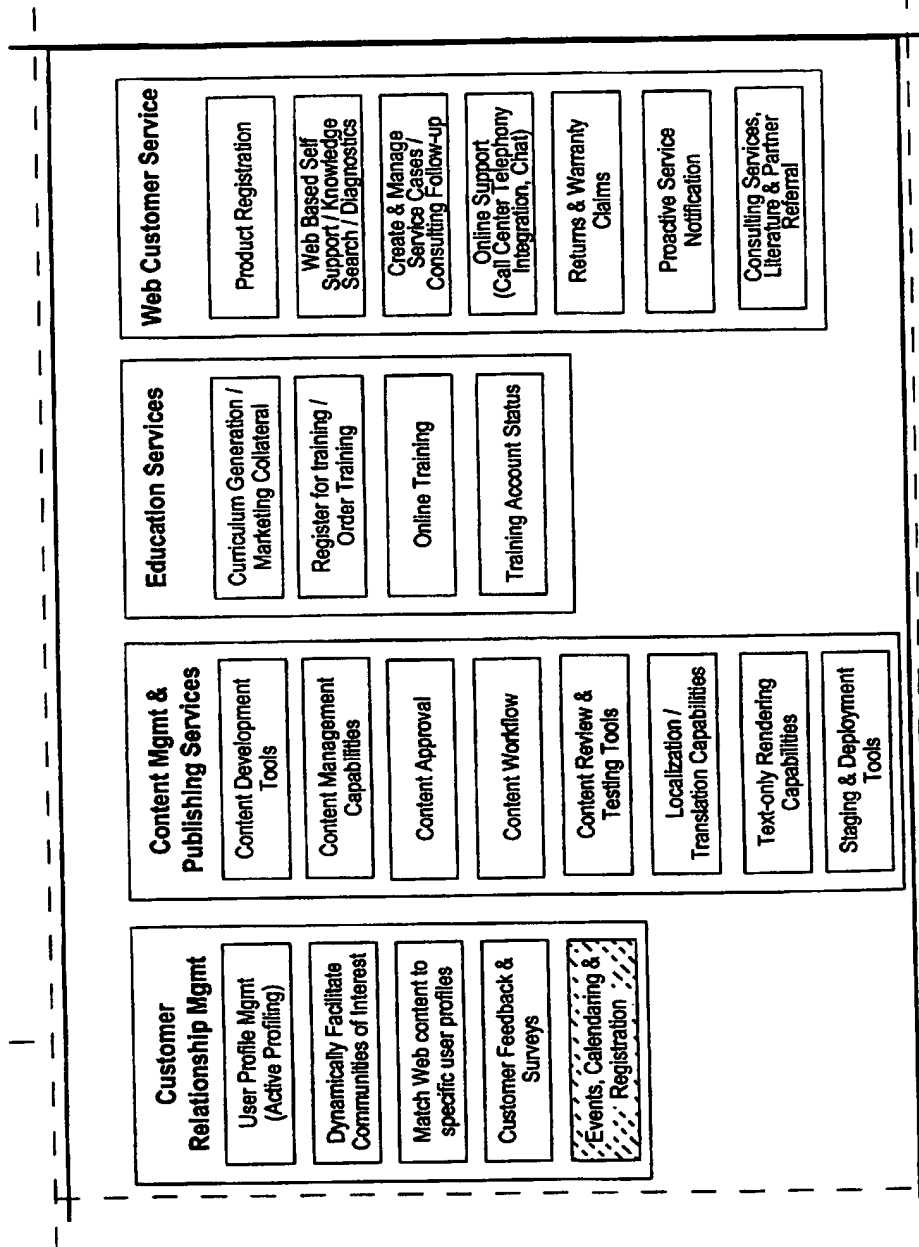 Customer
Relationship Mgmt
User Profile Mgmt
(Active Profiling)
Dynamically Facilitate
Communities of Interest
Match Web content to
specific user profiles
Customer Feedback &
Surveys
Events, Calendaring &
Registration
Content Mgmt &
Publishing Services
Content Development
Tools
Content Management
Capabilities
Content Approval
Content Workflow
Content Review &
Testing Tools
Localization /
Translation Capabilities
Text-only Rendering
Capabilities
Staging & Deployment
Tools
Education Services
Curriculum Generation /
Marketing Collateral
Register for training /
Order Training
Online Training
Training Account Status
Web Customer Service
Product Registration
Web Based Self
Support / Knowledge
Search / Diagnostics
Create & Manage
Service Cases /
Consulting Follow-up
Online Support
(Call Center Telephony
Integration, Chat)
Returns & Warranty
Claims
Proactive Service
Notification
Consulting Services,
Literature & Partner
Referral